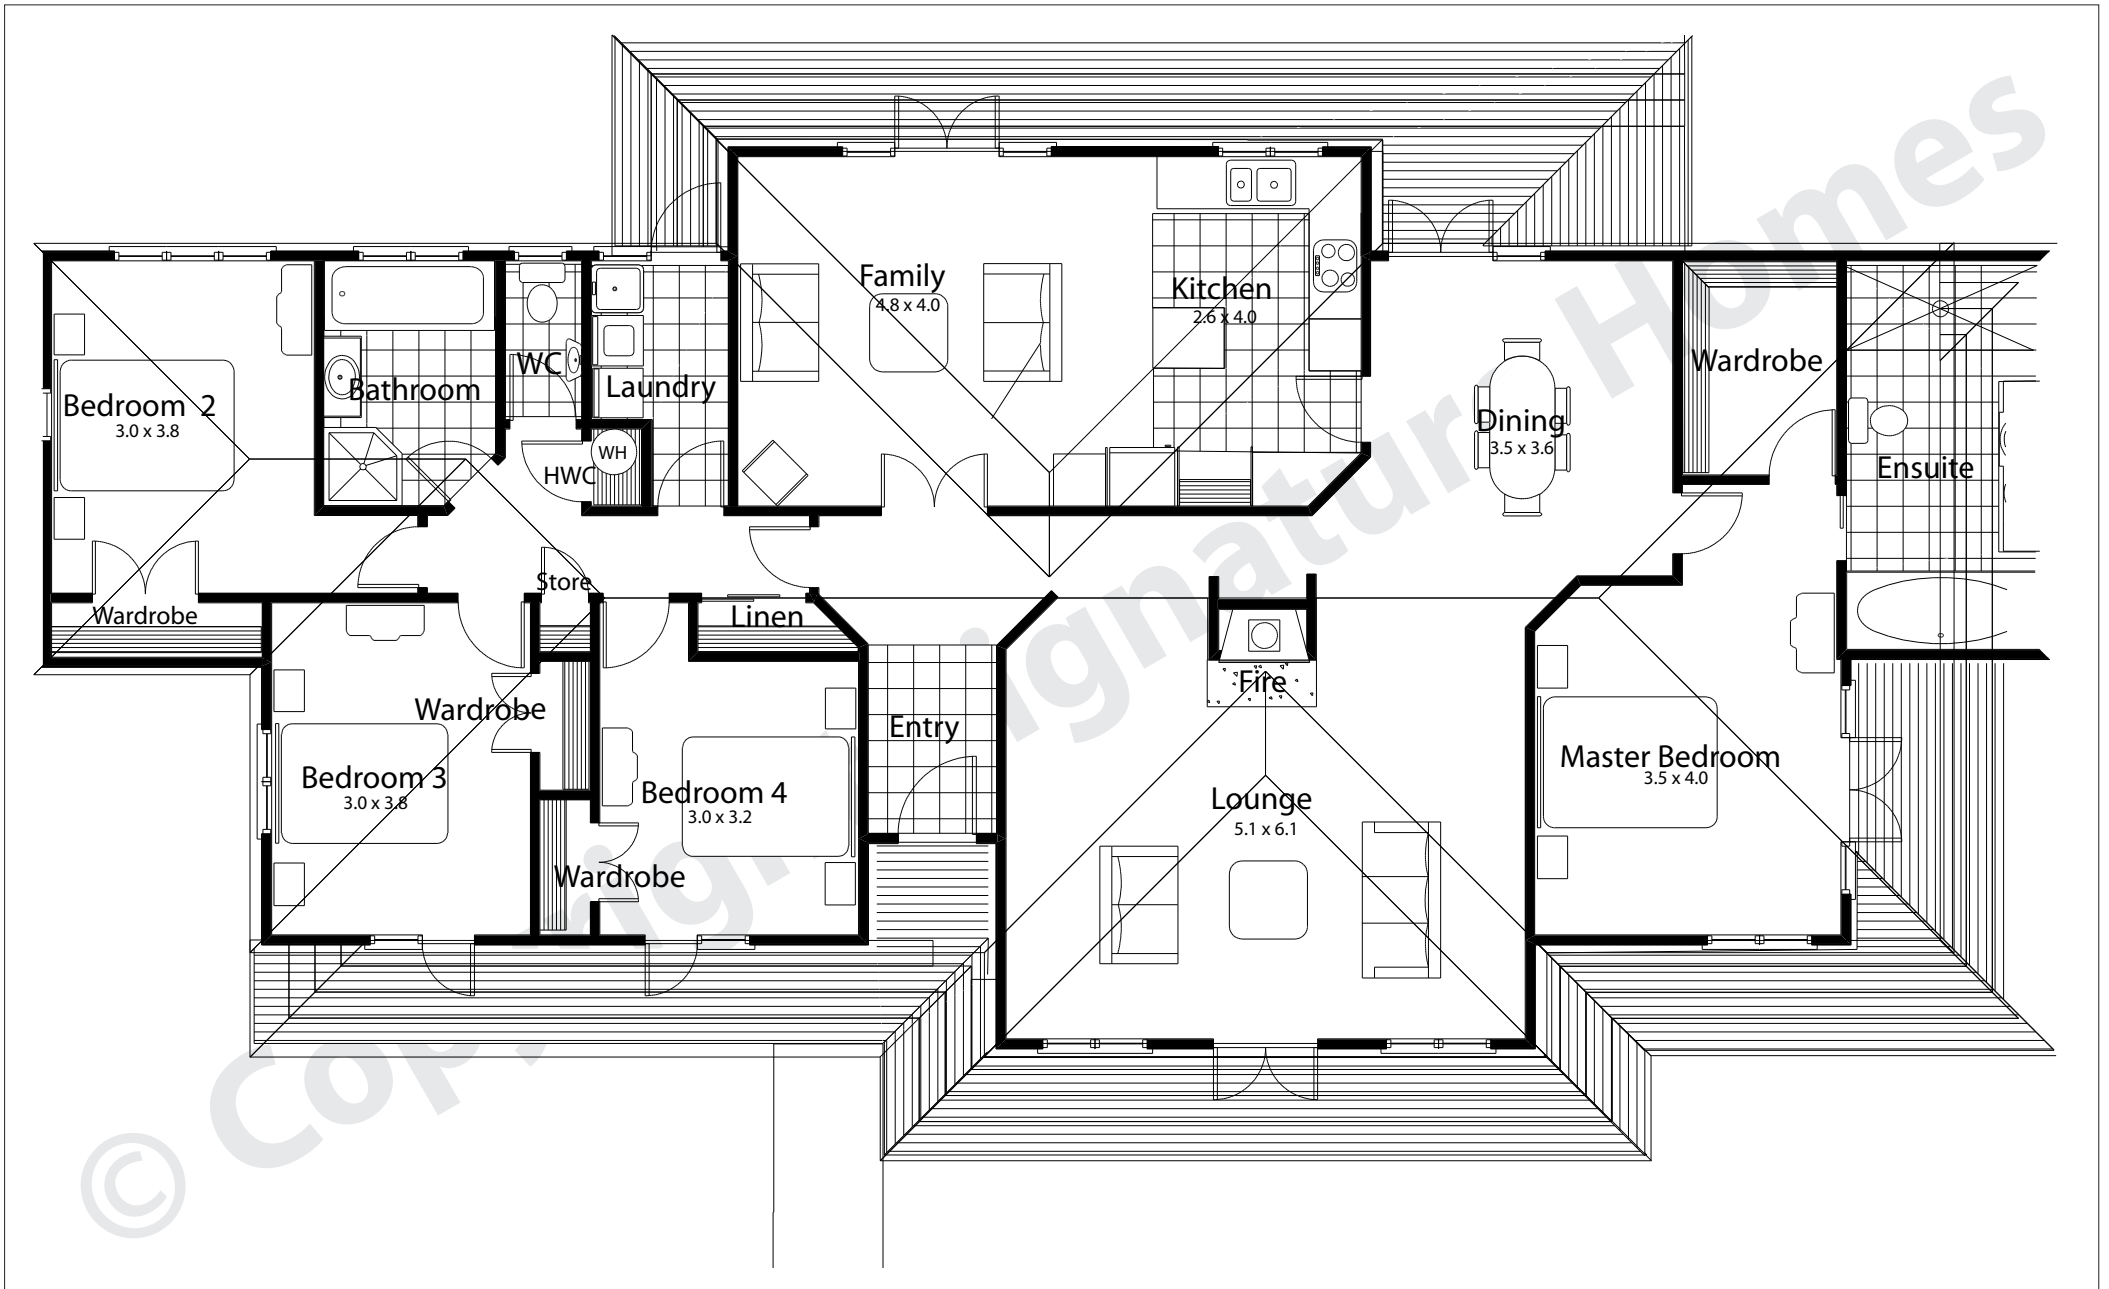 © Copyright Signature Homes
Family
4.8 x 4.0
Kitchen
2.6 x 4.0
Wardrobe
WC
Laundry
Bathroom
Bedroom 2
3.0 x 3.8
Dining
3.5 x 3.6
WH
HWC
Ensuite
Store
Wardrobe
Linen
Fire
Wardrobe
Entry
Master Bedroom
3.5 x 4.0
Bedroom 3
3.0 x 3.8
Bedroom 4
3.0 x 3.2
Lounge
5.1 x 6.1
Wardrobe